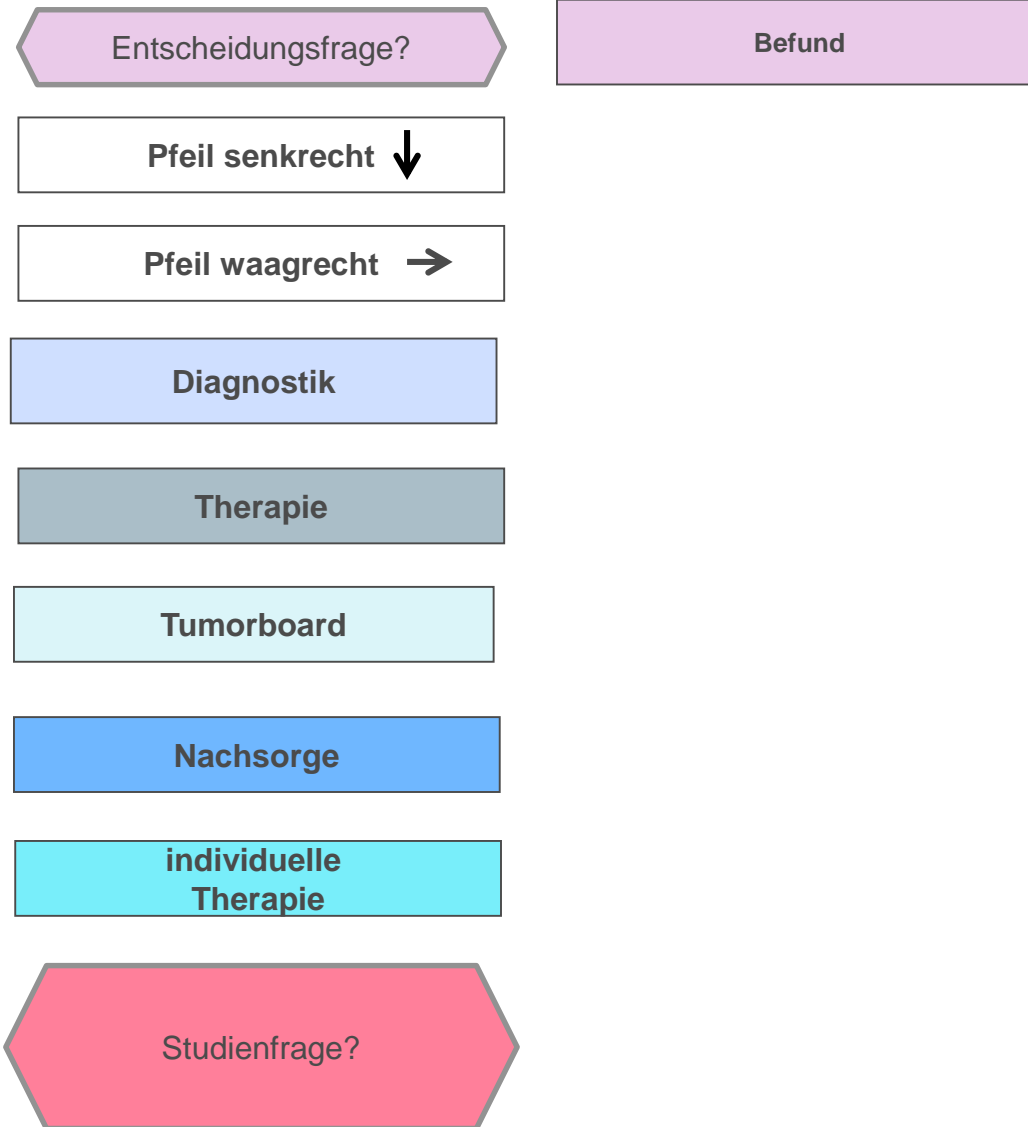 Entscheidungsfrage?
Befund
Pfeil senkrecht
Pfeil waagrecht
Diagnostik
Therapie
Tumorboard
Nachsorge
individuelle
Therapie
Studienfrage?